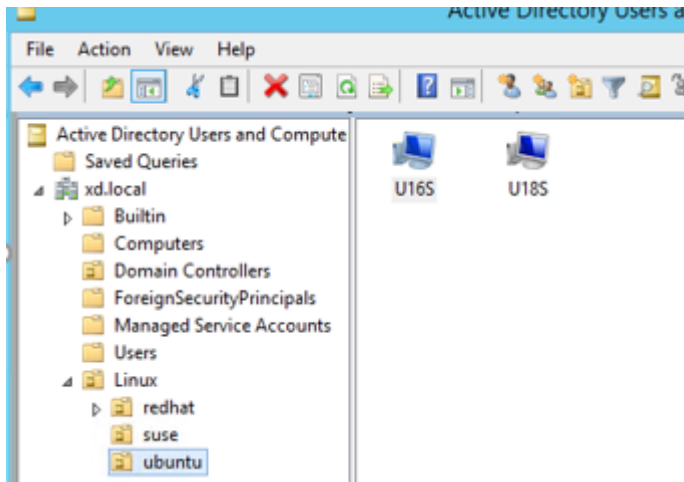 Active Directory Users a
File Action View Help
Active Directory Users and Compute
Saved Queries
xd.local
Builtin
Computers
Domain Controllers
ForeignSecurityPrincipals
Managed Service Accounts
Users
Linux
redhat
suse
ubuntu
U16S U18S